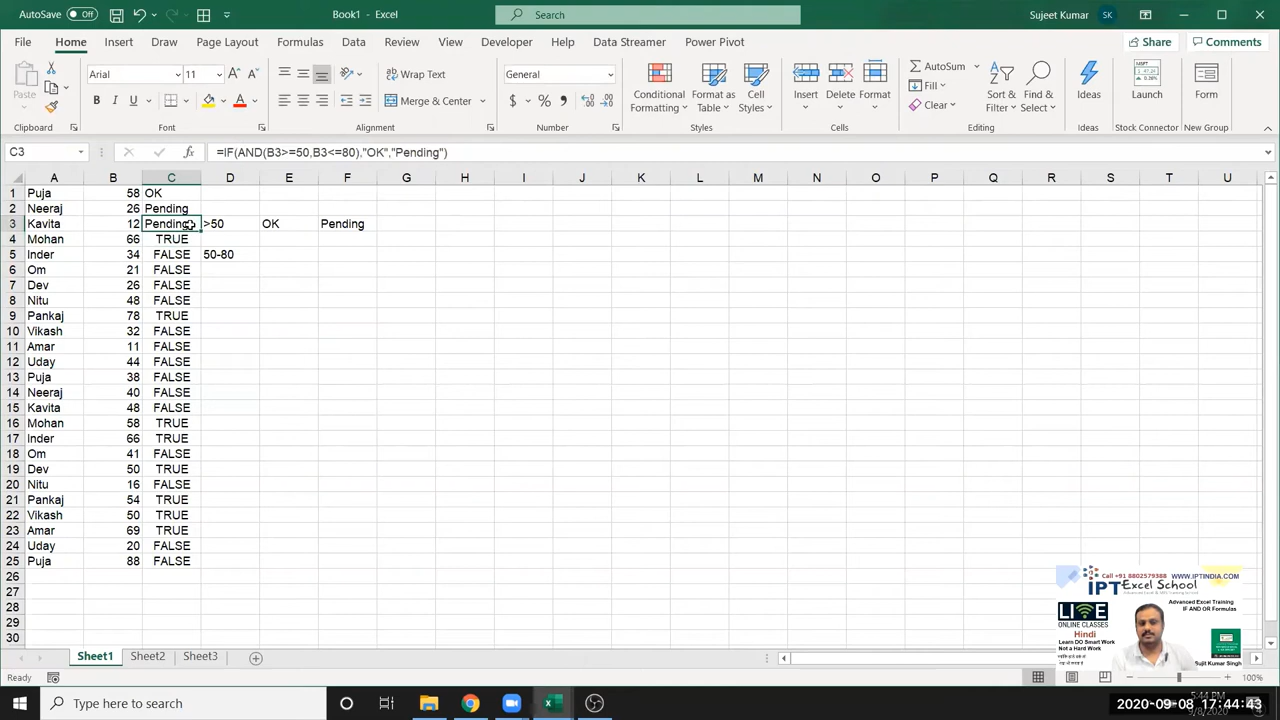 AutoSave Off Book1 - Excel Search Sujeet Kumar SK
File Home Insert Draw Page Layout Formulas Data Review View Developer Help Data Streamer Power Pivot Share Comments
Paste Arial 11 Wrap Text General Conditional Formatting Format as Table Cell Styles Insert Delete Format AutoSum Fill Clear Sort & Filter Find & Select Ideas Launch Form
B I U A Merge & Center $ % ,
Clipboard Font Alignment Number Styles Cells Editing Ideas Stock Connector New Group
C3 fx =IF(AND(B3>=50,B3<=80),"OK","Pending")
A B C D E F G H I J K L M N O P Q R S T U
1 Puja 58 OK
2 Neeraj 26 Pending
3 Kavita 12 Pending >50 OK Pending
4 Mohan 66 TRUE
5 Inder 34 FALSE 50-80
6 Om 21 FALSE
7 Dev 26 FALSE
8 Nitu 48 FALSE
9 Pankaj 78 TRUE
10 Vikash 32 FALSE
11 Amar 11 FALSE
12 Uday 44 FALSE
13 Puja 38 FALSE
14 Neeraj 40 FALSE
15 Kavita 48 FALSE
16 Mohan 58 TRUE
17 Inder 66 TRUE
18 Om 41 FALSE
19 Dev 50 TRUE
20 Nitu 16 FALSE
21 Pankaj 54 TRUE
22 Vikash 50 TRUE
23 Amar 69 TRUE
24 Uday 20 FALSE
25 Puja 88 FALSE
26
27
28
29
30
Call +91 8802579388 WWW.IPTINDIA.COM
IPT Excel School
Advanced Excel Training
IF AND OR Formulas
LIVE
ONLINE CLASSES
Hindi
Learn DO Smart Work
Not a Hard Work
Sujit Kumar Singh
Sheet1 Sheet2 Sheet3
Ready 100%
Type here to search
5:44 PM
9/8/2020
2020-09-08 17:44:43